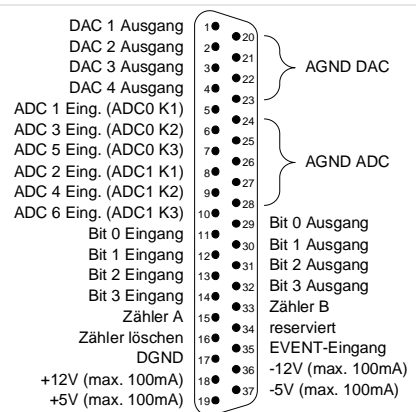 DAC 1 Ausgang 1
DAC 2 Ausgang 2
DAC 3 Ausgang 3
DAC 4 Ausgang 4
ADC 1 Eing. (ADC0 K1) 5
ADC 3 Eing. (ADC0 K2) 6
ADC 5 Eing. (ADC0 K3) 7
ADC 2 Eing. (ADC1 K1) 8
ADC 4 Eing. (ADC1 K2) 9
ADC 6 Eing. (ADC1 K3) 10
Bit 0 Eingang 11
Bit 1 Eingang 12
Bit 2 Eingang 13
Bit 3 Eingang 14
Zähler A 15
Zähler löschen 16
DGND 17
+12V (max. 100mA) 18
+5V (max. 100mA) 19
20
21
22
23
AGND DAC
24
25
26
27
28
AGND ADC
29 Bit 0 Ausgang
30 Bit 1 Ausgang
31 Bit 2 Ausgang
32 Bit 3 Ausgang
33 Zähler B
34 reserviert
35 EVENT-Eingang
36 -12V (max. 100mA)
37 -5V (max. 100mA)